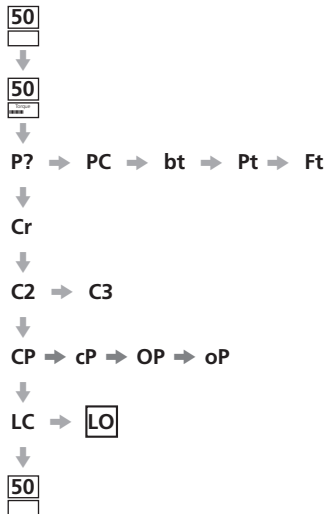 50
50
Torque
P? PC bt Pt Ft
Cr
C2 C3
CP cP OP oP
LC LO
50